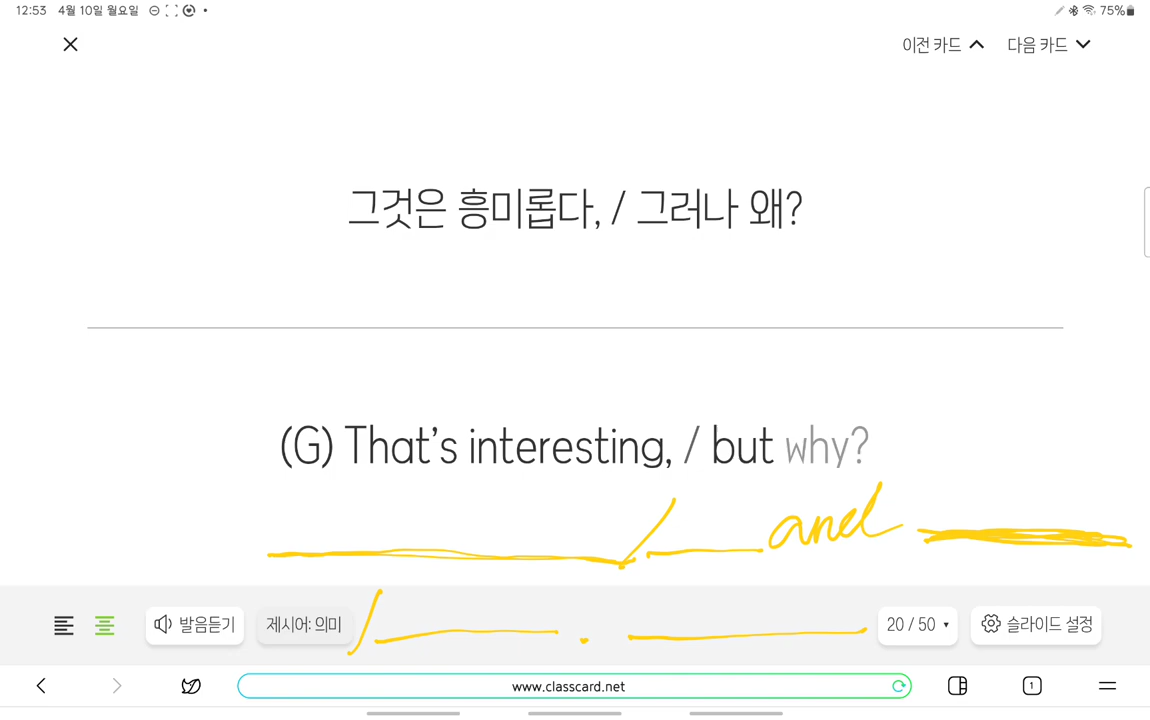 12:53 4월 10일 월요일 75%
이전 카드 다음 카드
그것은 흥미롭다, / 그러나 왜?
(G) That's interesting, / but why?
and
발음듣기 제시어: 의미 20 / 50 슬라이드 설정
www.classcard.net 1